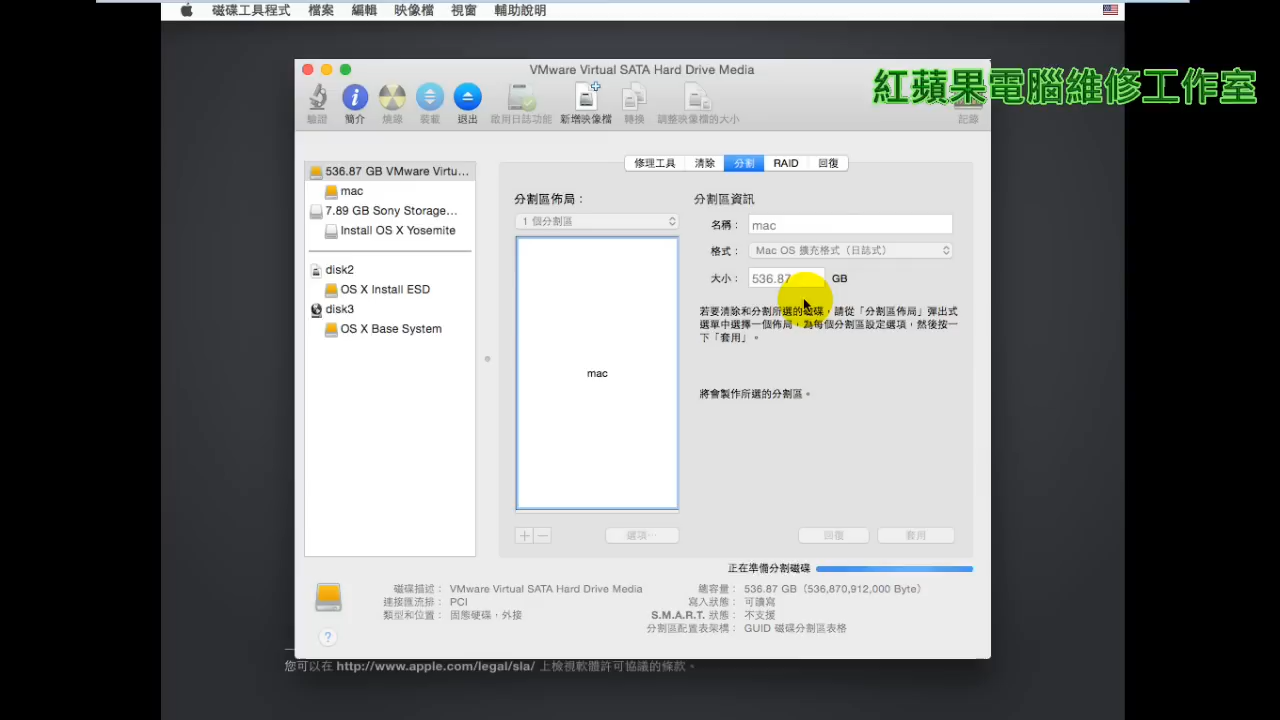 磁碟工具程式 檔案 編輯 映像檔 視窗 輔助說明
VMware Virtual SATA Hard Drive Media
紅蘋果電腦維修工作室
驗證 簡介 燒錄 裝載 退出 啟用日誌功能 新增映像檔 轉換 調整映像檔的大小 記錄
修理工具 清除 分割 RAID 回復
536.87 GB VMware Virtu...
mac
7.89 GB Sony Storage...
Install OS X Yosemite
disk2
OS X Install ESD
disk3
OS X Base System
分割區佈局：
1 個分割區
mac
分割區資訊
名稱： mac
格式： Mac OS 擴充格式（日誌式）
大小： 536.87 GB
若要清除和分割所選的磁碟，請從「分割區佈局」彈出式
選單中選擇一個佈局，為每個分割區設定選項，然後按一
下「套用」。
將會製作所選的分割區。
選項… 回復 套用
正在準備分割磁碟
磁碟描述： VMware Virtual SATA Hard Drive Media
連接匯流排： PCI
類型和位置： 固態硬碟，外接
總容量： 536.87 GB（536,870,912,000 Byte）
寫入狀態： 可讀寫
S.M.A.R.T. 狀態： 不支援
分割區配置表架構： GUID 磁碟分割區表格
?
您可以在 http://www.apple.com/legal/sla/ 上檢視軟體許可協議的條款。